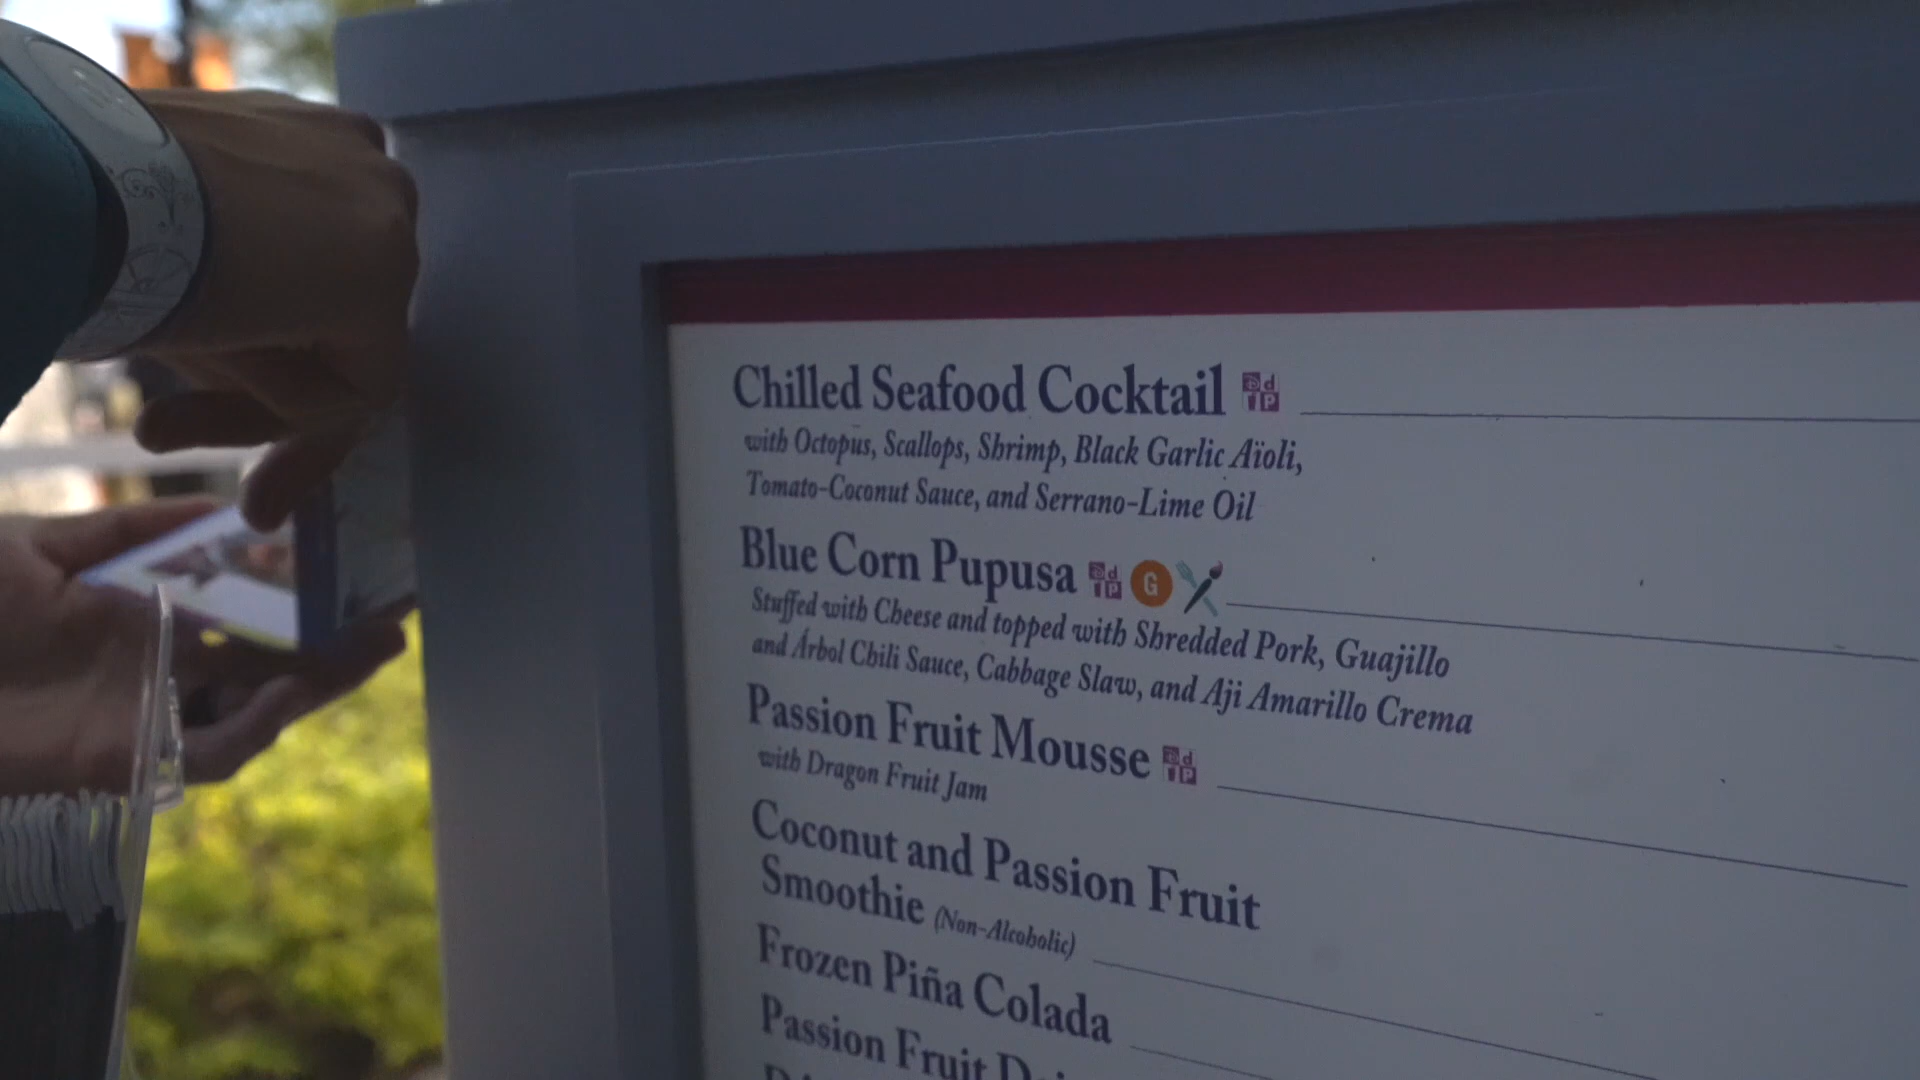 Chilled Seafood Cocktail
with Octopus, Scallops, Shrimp, Black Garlic Aïoli,
Tomato-Coconut Sauce, and Serrano-Lime Oil
Blue Corn Pupusa G
Stuffed with Cheese and topped with Shredded Pork, Guajillo
and Árbol Chili Sauce, Cabbage Slaw, and Aji Amarillo Crema
Passion Fruit Mousse
with Dragon Fruit Jam
Coconut and Passion Fruit
Smoothie (Non-Alcoholic)
Frozen Piña Colada
Passion Fruit